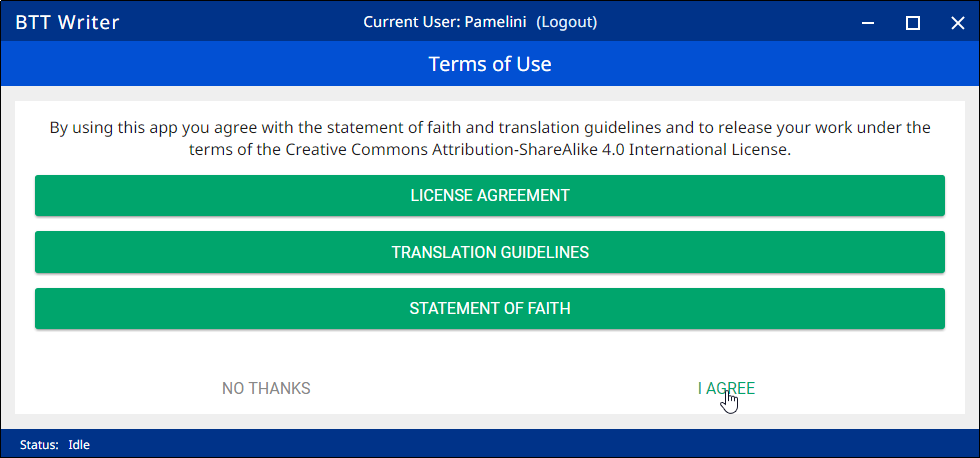 BTT Writer
Current User: Pamelini (Logout)
Terms of Use
By using this app you agree with the statement of faith and translation guidelines and to release your work under the
terms of the Creative Commons Attribution-ShareAlike 4.0 International License.
LICENSE AGREEMENT
TRANSLATION GUIDELINES
STATEMENT OF FAITH
NO THANKS
I AGREE
Status: Idle